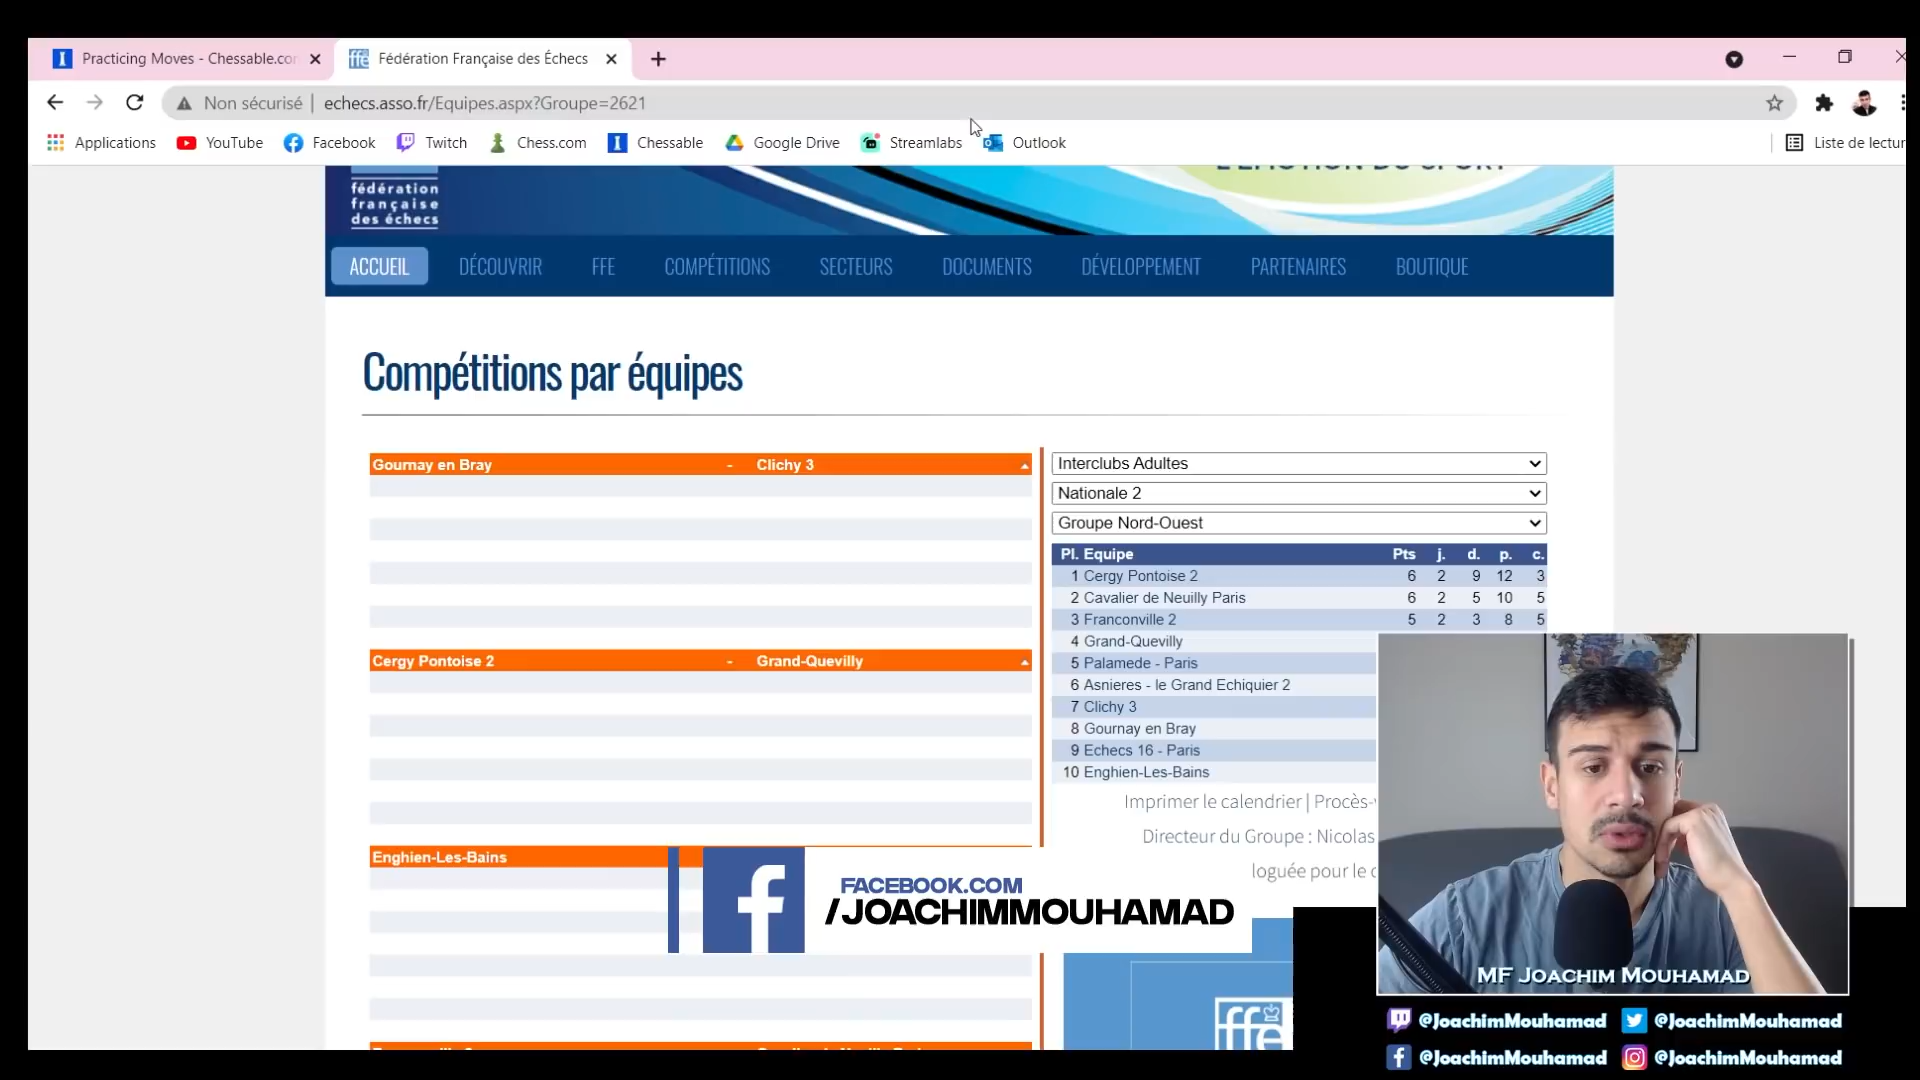 Practicing Moves - Chessable.co
Fédération Française des Échecs
Non sécurisé | echecs.asso.fr/Equipes.aspx?Groupe=2621
Applications YouTube Facebook Twitch Chess.com Chessable Google Drive Streamlabs Outlook Liste de lectur
L'ÉMOTION DU SPORT
fédération
française
des échecs
ACCUEIL DÉCOUVRIR FFE COMPÉTITIONS SECTEURS DOCUMENTS DÉVELOPPEMENT PARTENAIRES BOUTIQUE
Compétitions par équipes
Gournay en Bray - Clichy 3
Cergy Pontoise 2 - Grand-Quevilly
Enghien-Les-Bains
Interclubs Adultes
Nationale 2
Groupe Nord-Ouest
Pl. Equipe Pts j. d. p. c.
1 Cergy Pontoise 2 6 2 9 12 3
2 Cavalier de Neuilly Paris 6 2 5 10 5
3 Franconville 2 5 2 3 8 5
4 Grand-Quevilly
5 Palamede - Paris
6 Asnieres - le Grand Echiquier 2
7 Clichy 3
8 Gournay en Bray
9 Echecs 16 - Paris
10 Enghien-Les-Bains
Imprimer le calendrier | Procès-
Directeur du Groupe : Nicolas
loguée pour le
FACEBOOK.COM
/JOACHIMMOUHAMAD
ffe
MF JOACHIM MOUHAMAD
@JoachimMouhamad @JoachimMouhamad
@JoachimMouhamad @JoachimMouhamad